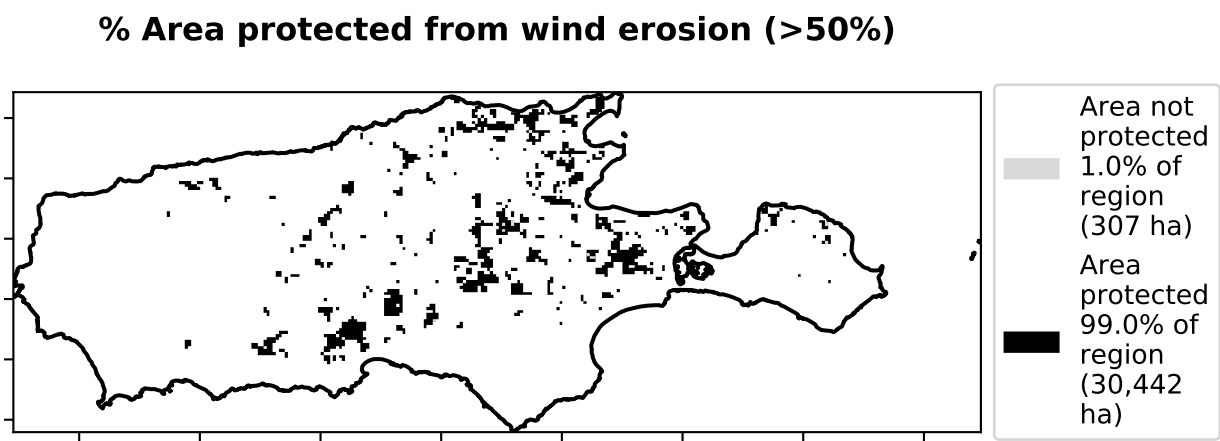 % Area protected from wind erosion (>50%)
Area not
protected
1.0% of
region
(307 ha)
Area
protected
99.0% of
region
(30,442
ha)